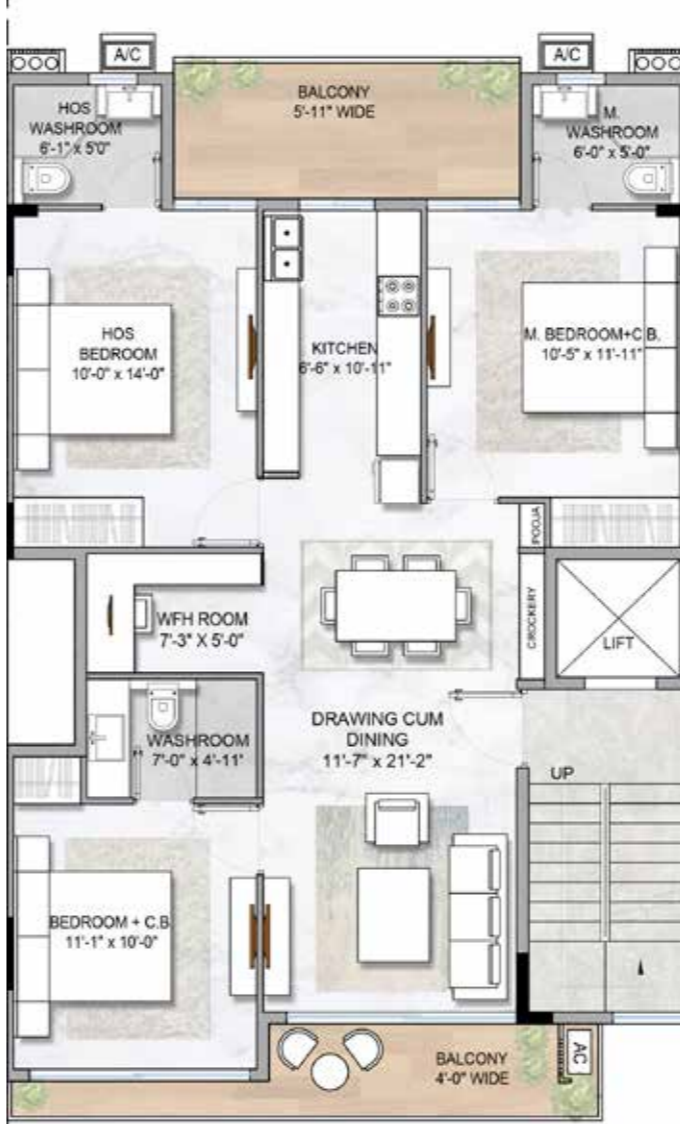 A/C
A/C
BALCONY
5'-11" WIDE
HOS
WASHROOM
6'-1" x 5'0"
M.
WASHROOM
6'-0" x 5'-0"
HOS
BEDROOM
10'-0" x 14'-0"
KITCHEN
6'-6" x 10'-11"
M. BEDROOM+C.B.
10'-5" x 11'-11"
POOJA
CROCKERY
WFH ROOM
7'-3" X 5'-0"
LIFT
WASHROOM
7'-0" x 4'-11'
DRAWING CUM
DINING
11'-7" x 21'-2"
UP
BEDROOM + C.B
11'-1" x 10'-0"
BALCONY
4'-0" WIDE
AC